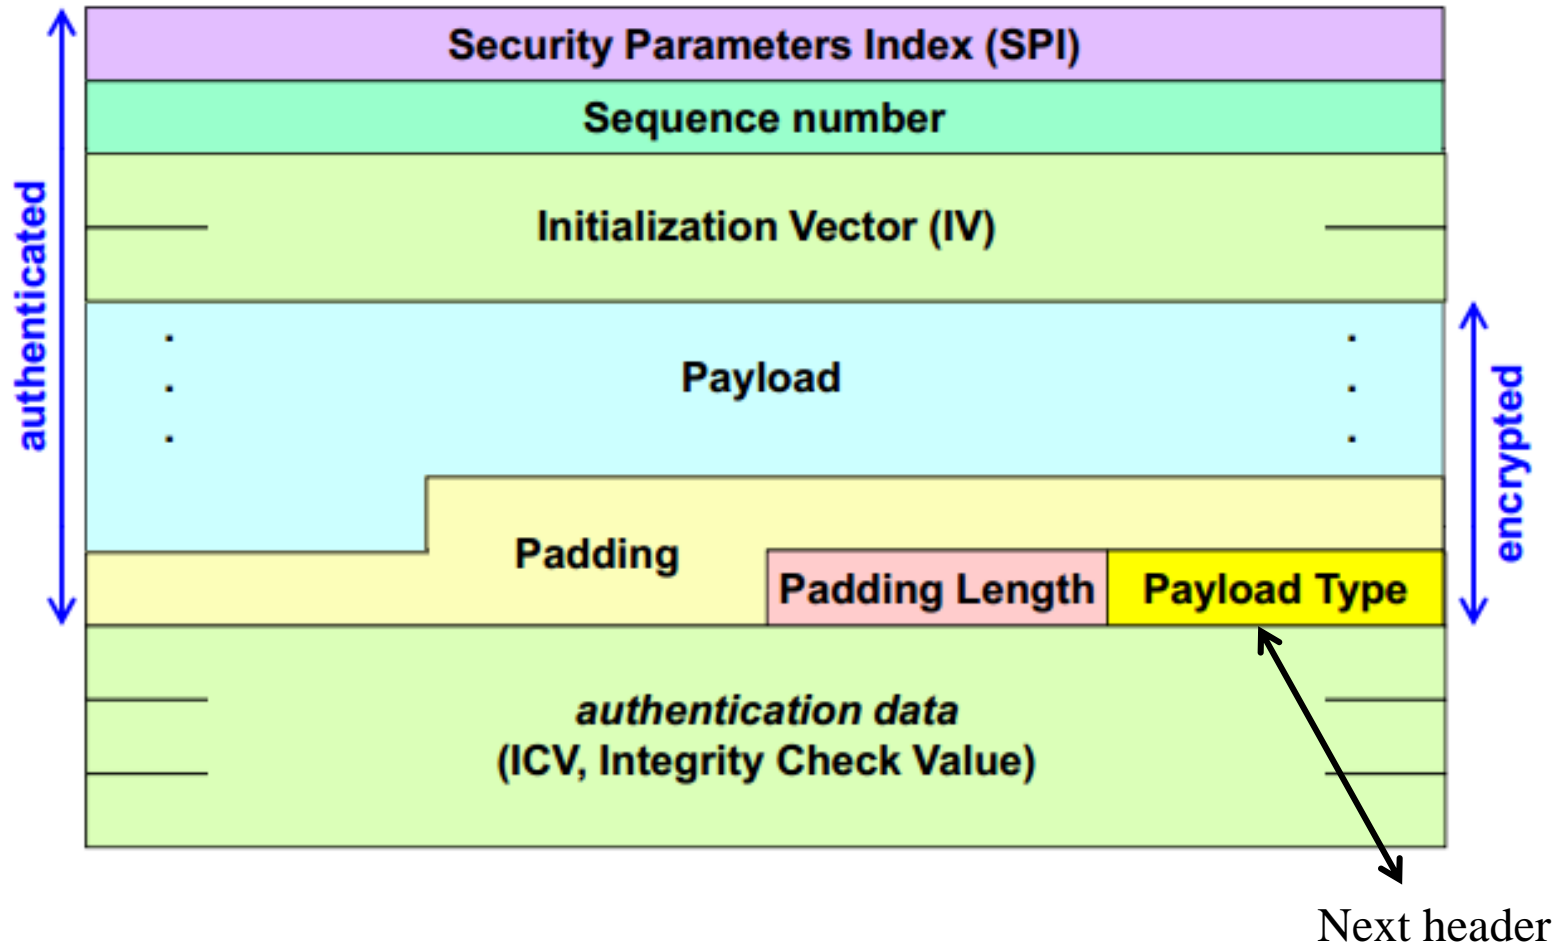 Security Parameters Index (SPI)
Sequence number
Initialization Vector (IV)
authenticated
Payload
encrypted
Padding
Padding Length
Payload Type
authentication data
(ICV, Integrity Check Value)
Next header